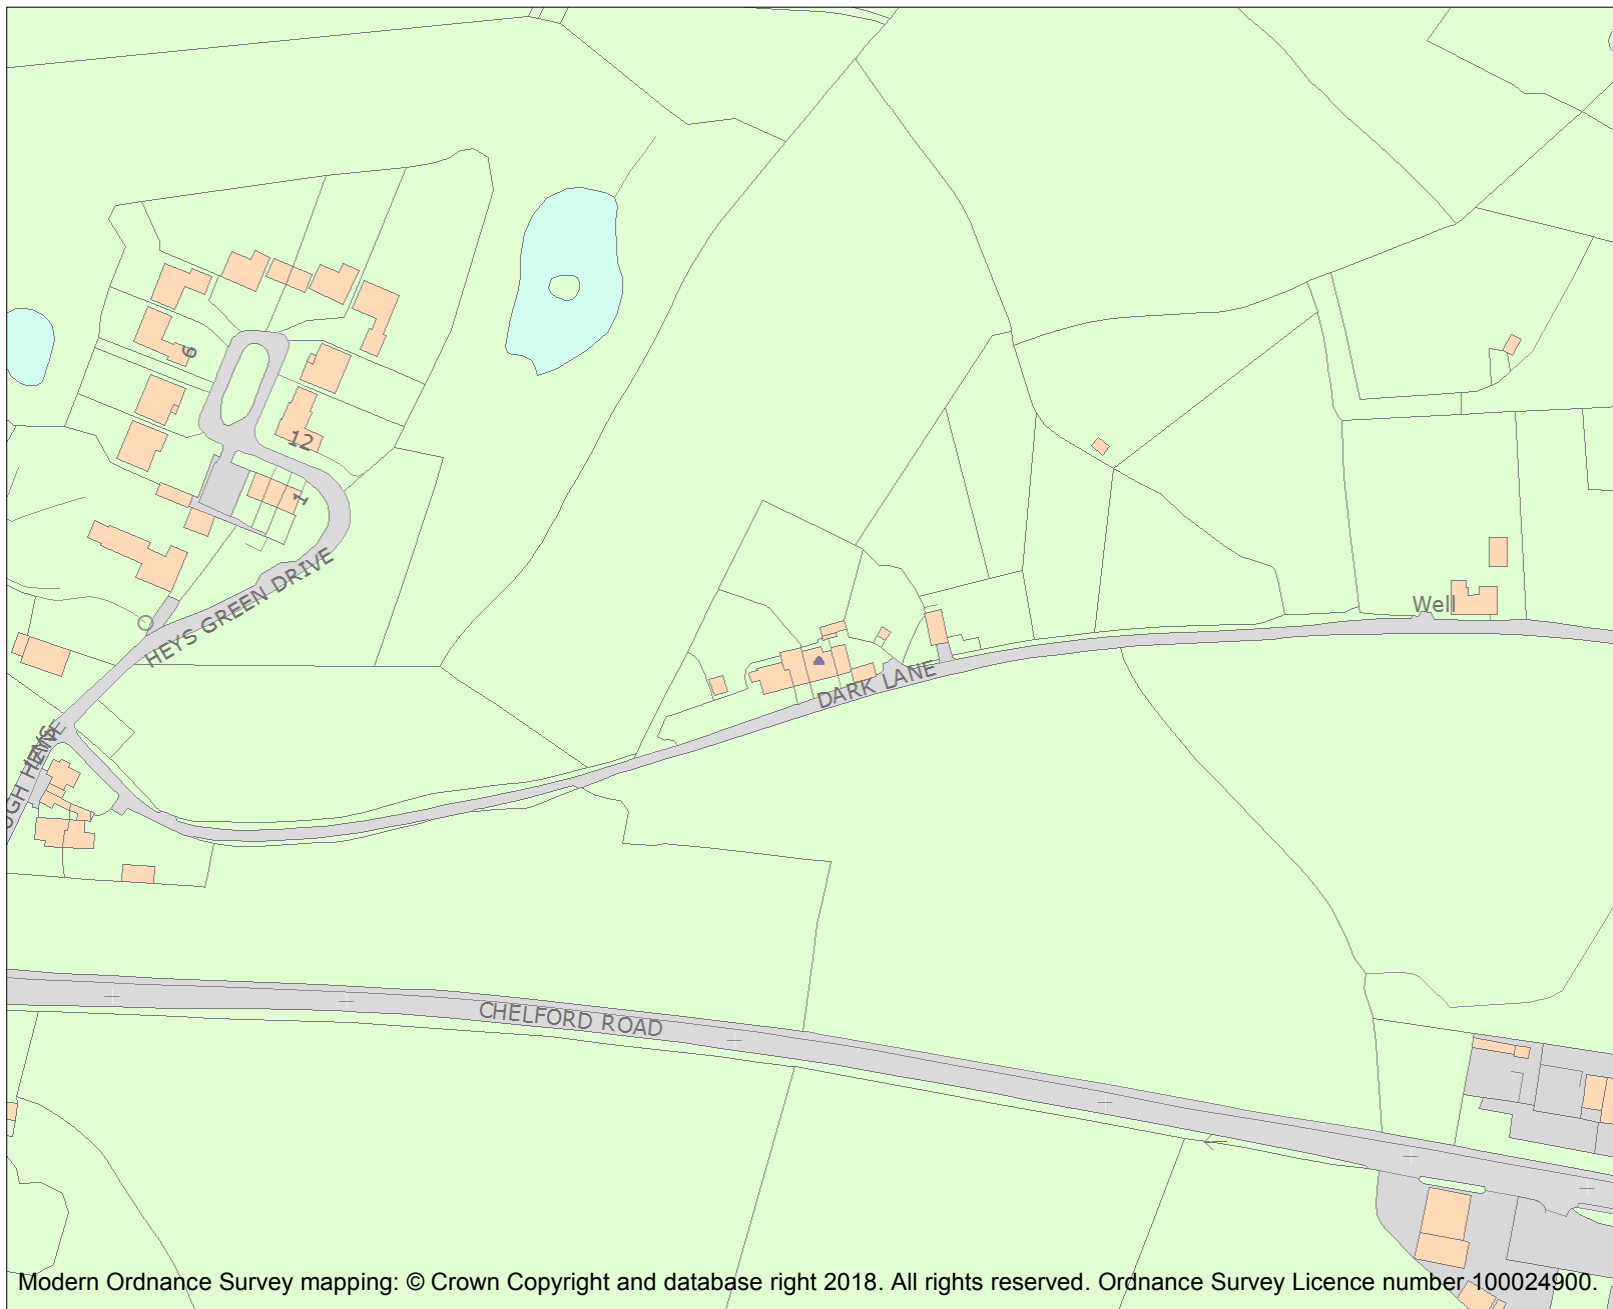 6
12
1
HEYS GREEN DRIVE
Well
DARK LANE
LANE
CHELFORD ROAD
Modern Ordnance Survey mapping: © Crown Copyright and database right 2018. All rights reserved. Ordnance Survey Licence number 100024900.